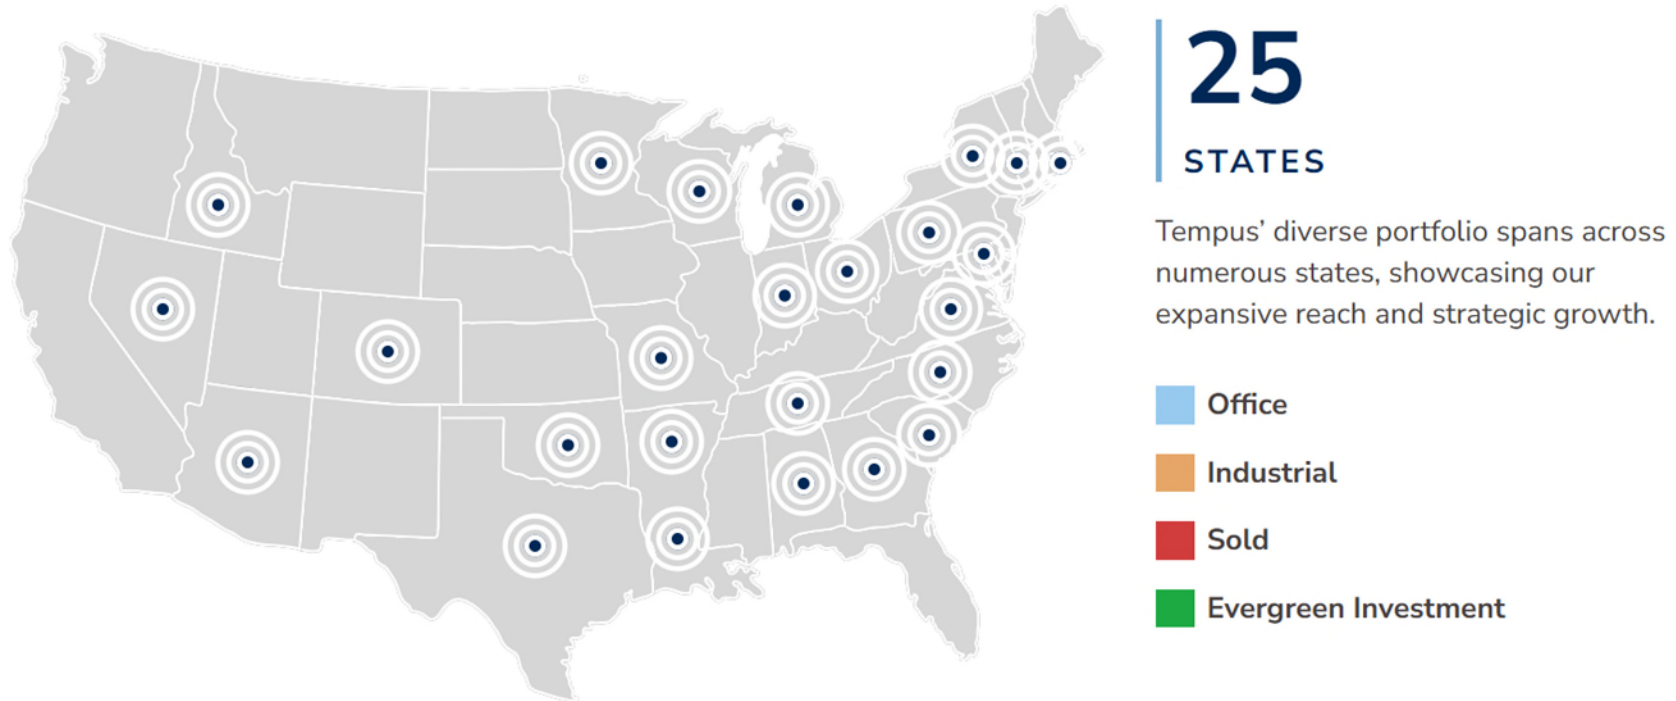 25
STATES
Tempus’ diverse portfolio spans across
numerous states, showcasing our
expansive reach and strategic growth.
Office
Industrial
Sold
Evergreen Investment